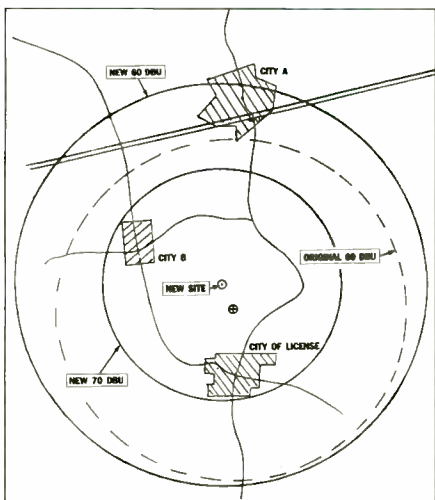 NEW 60 DBU
CITY A
CITY B
ORIGINAL 60 DBU
NEW SITE
CITY OF LICENSE
NEW 70 DBU